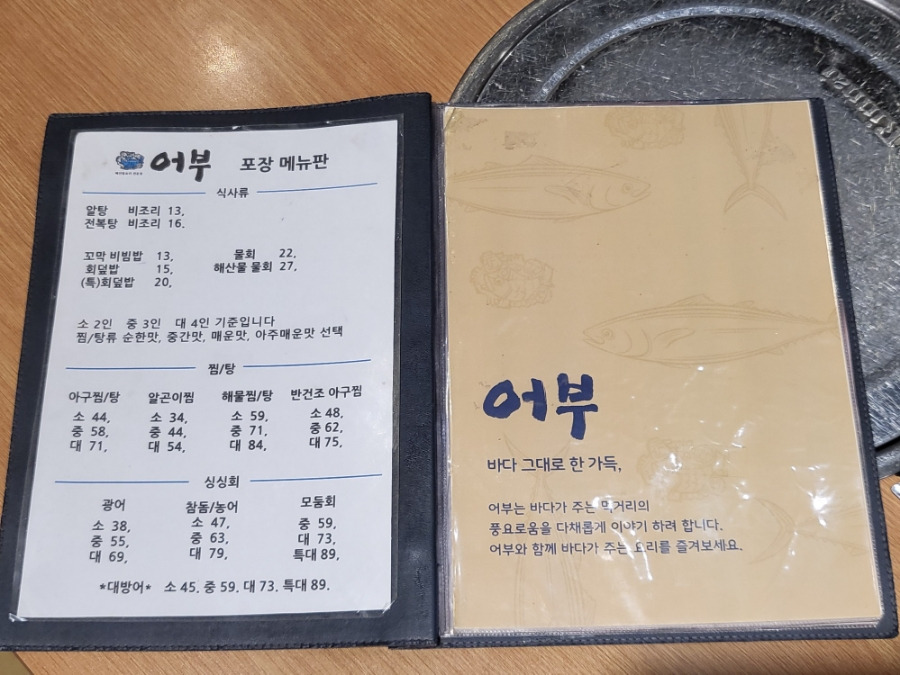 어부 포장 메뉴판
식사류
알탕 비조리 13,
전복탕 비조리 16.
꼬막 비빔밥 13, 물회 22,
회덮밥 15, 해산물 물회 27,
(특)회덮밥 20,
소 2인 중 3인 대 4인 기준입니다
찜/탕류 순한맛, 중간맛, 매운맛, 아주매운맛 선택
찜/탕
아구찜/탕 알곤이찜 해물찜/탕 반건조 아구찜
소 44, 소 34, 소 59, 소 48,
중 58, 중 44, 중 71, 중 62,
대 71, 대 54, 대 84, 대 75,
싱싱회
광어 참돔/농어 모둠회
소 38, 소 47, 중 59,
중 55, 중 63, 대 73,
대 69, 대 79, 특대 89,
*대방어* 소 45, 중 59, 대 73, 특대 89.
어부
바다 그대로 한 가득,
어부는 바다가 주는 먹거리의
풍요로움을 다채롭게 이야기 하려 합니다.
어부와 함께 바다가 주는 요리를 즐겨보세요.